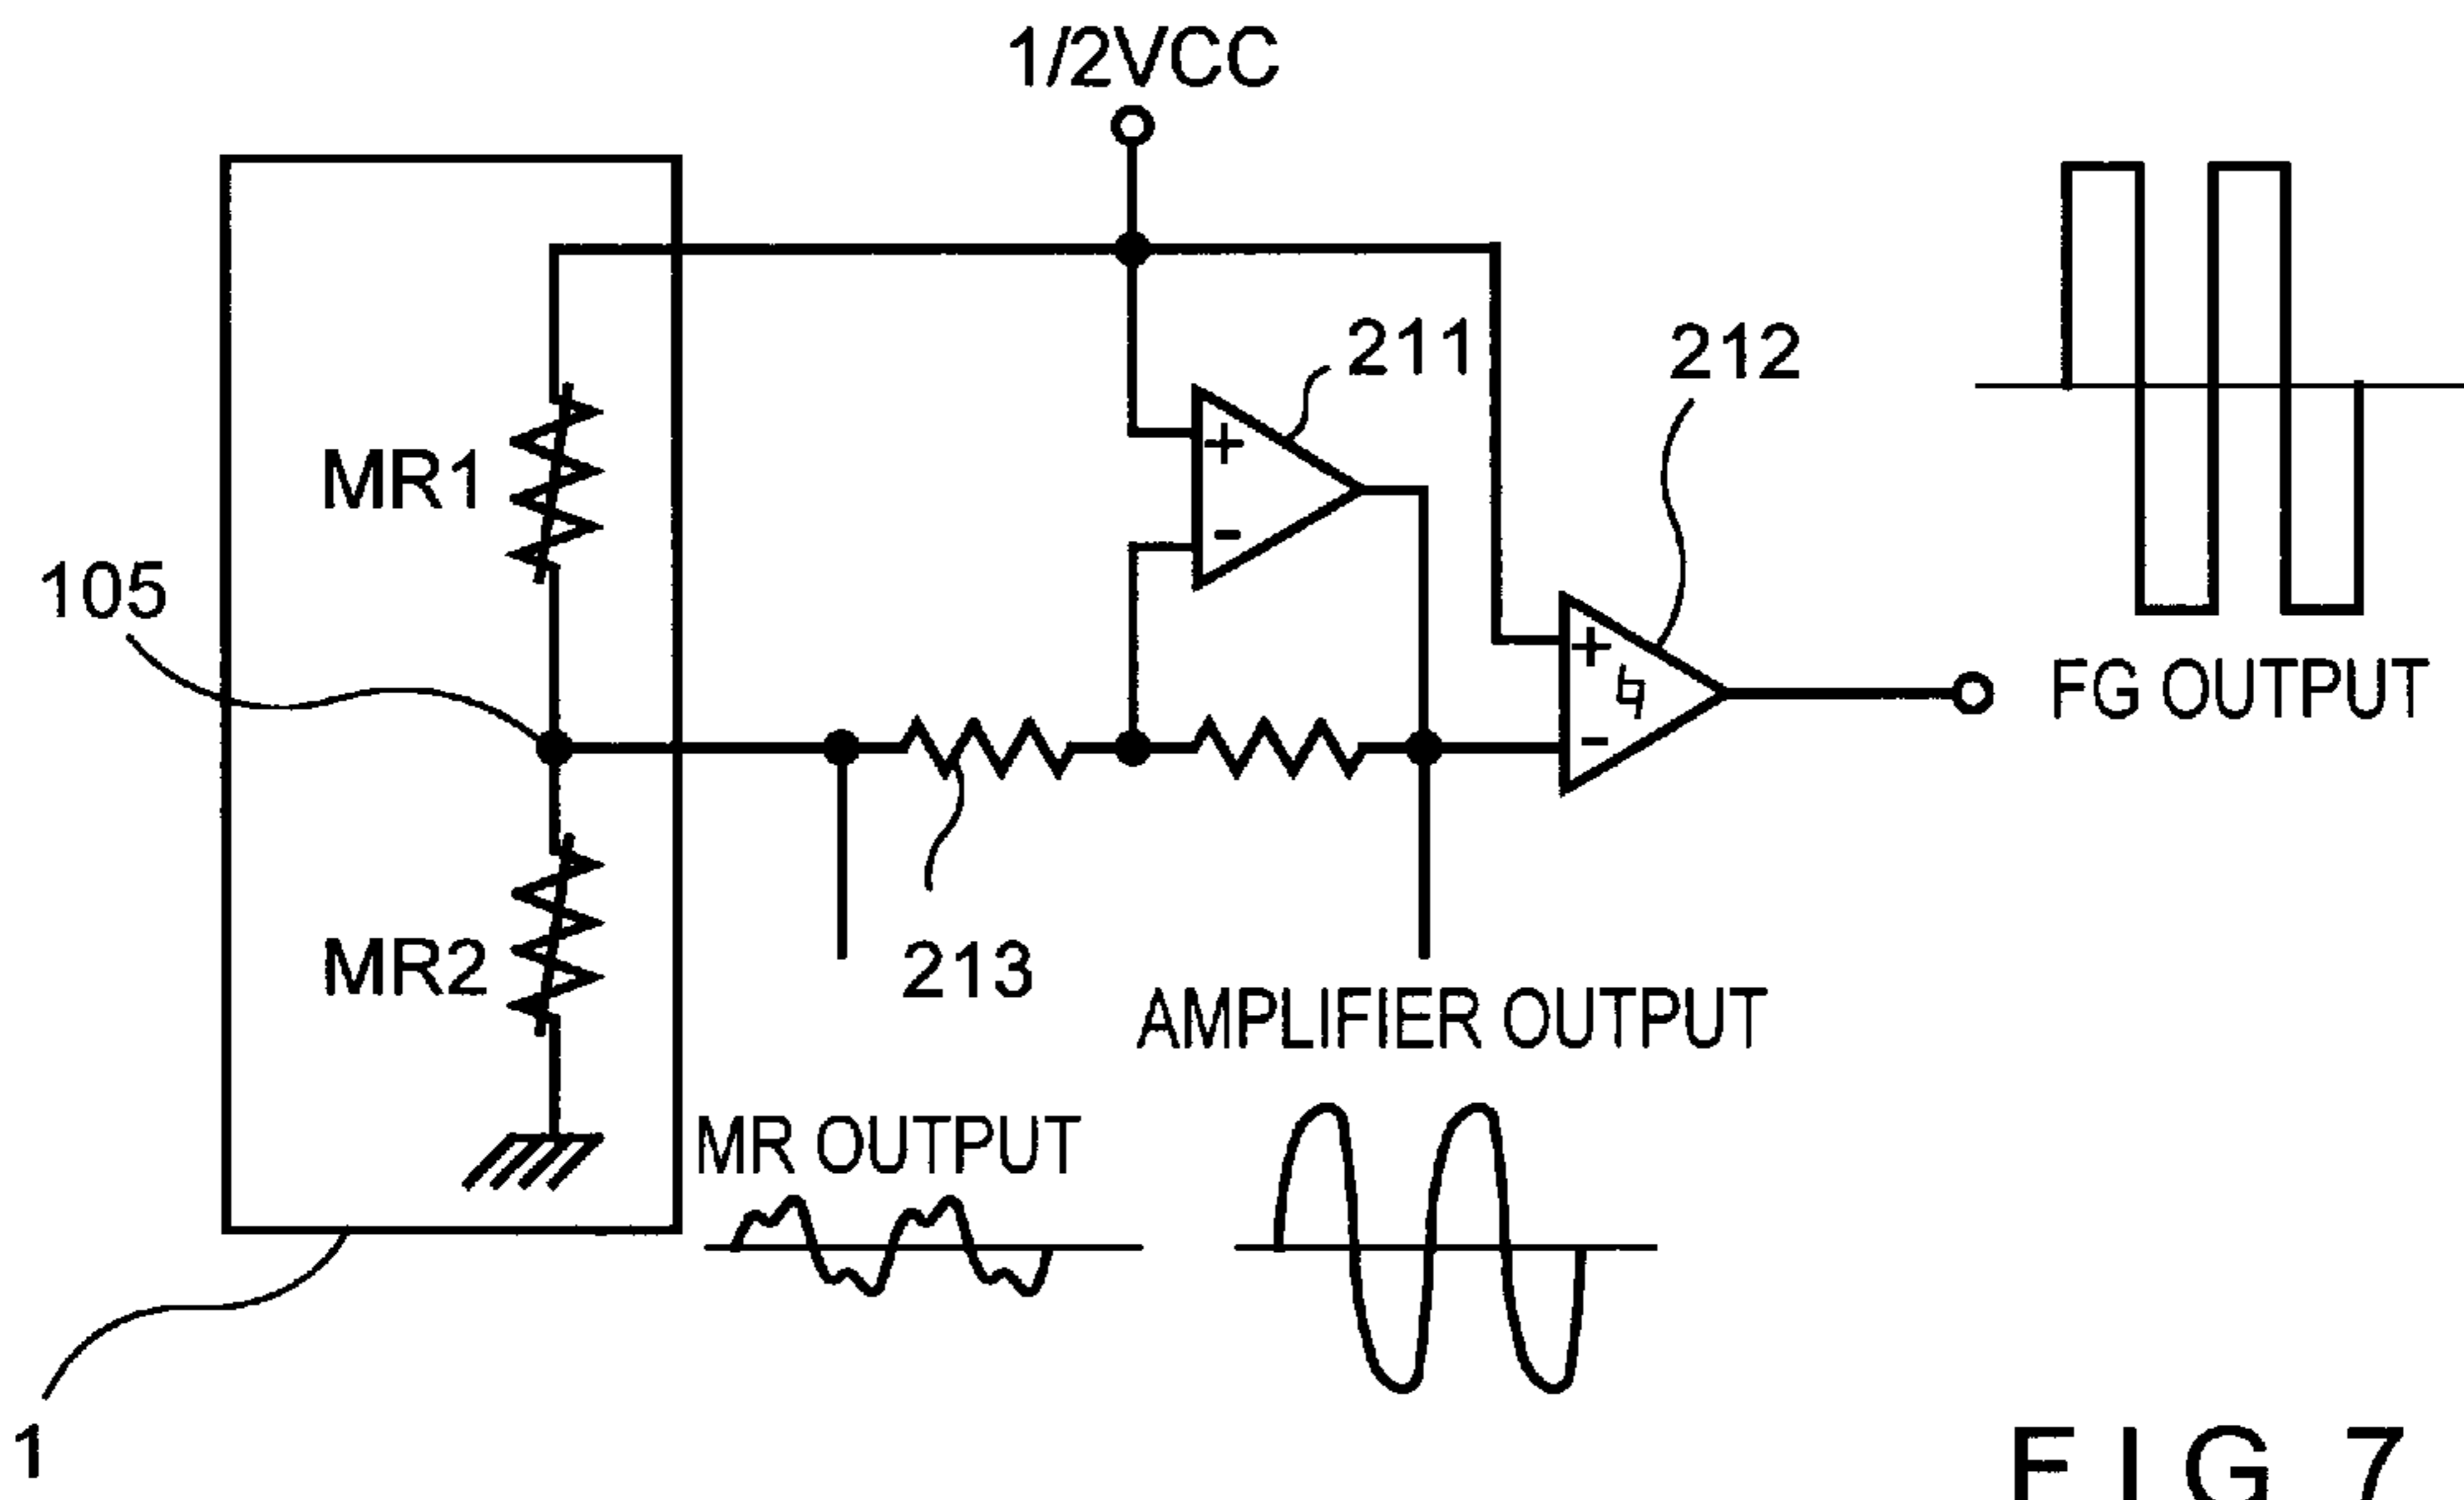 1/2VCC
211
212
MR1
105
+
-
+
-
FG OUTPUT
MR2
213
AMPLIFIER OUTPUT
MR OUTPUT
1
FIG 7